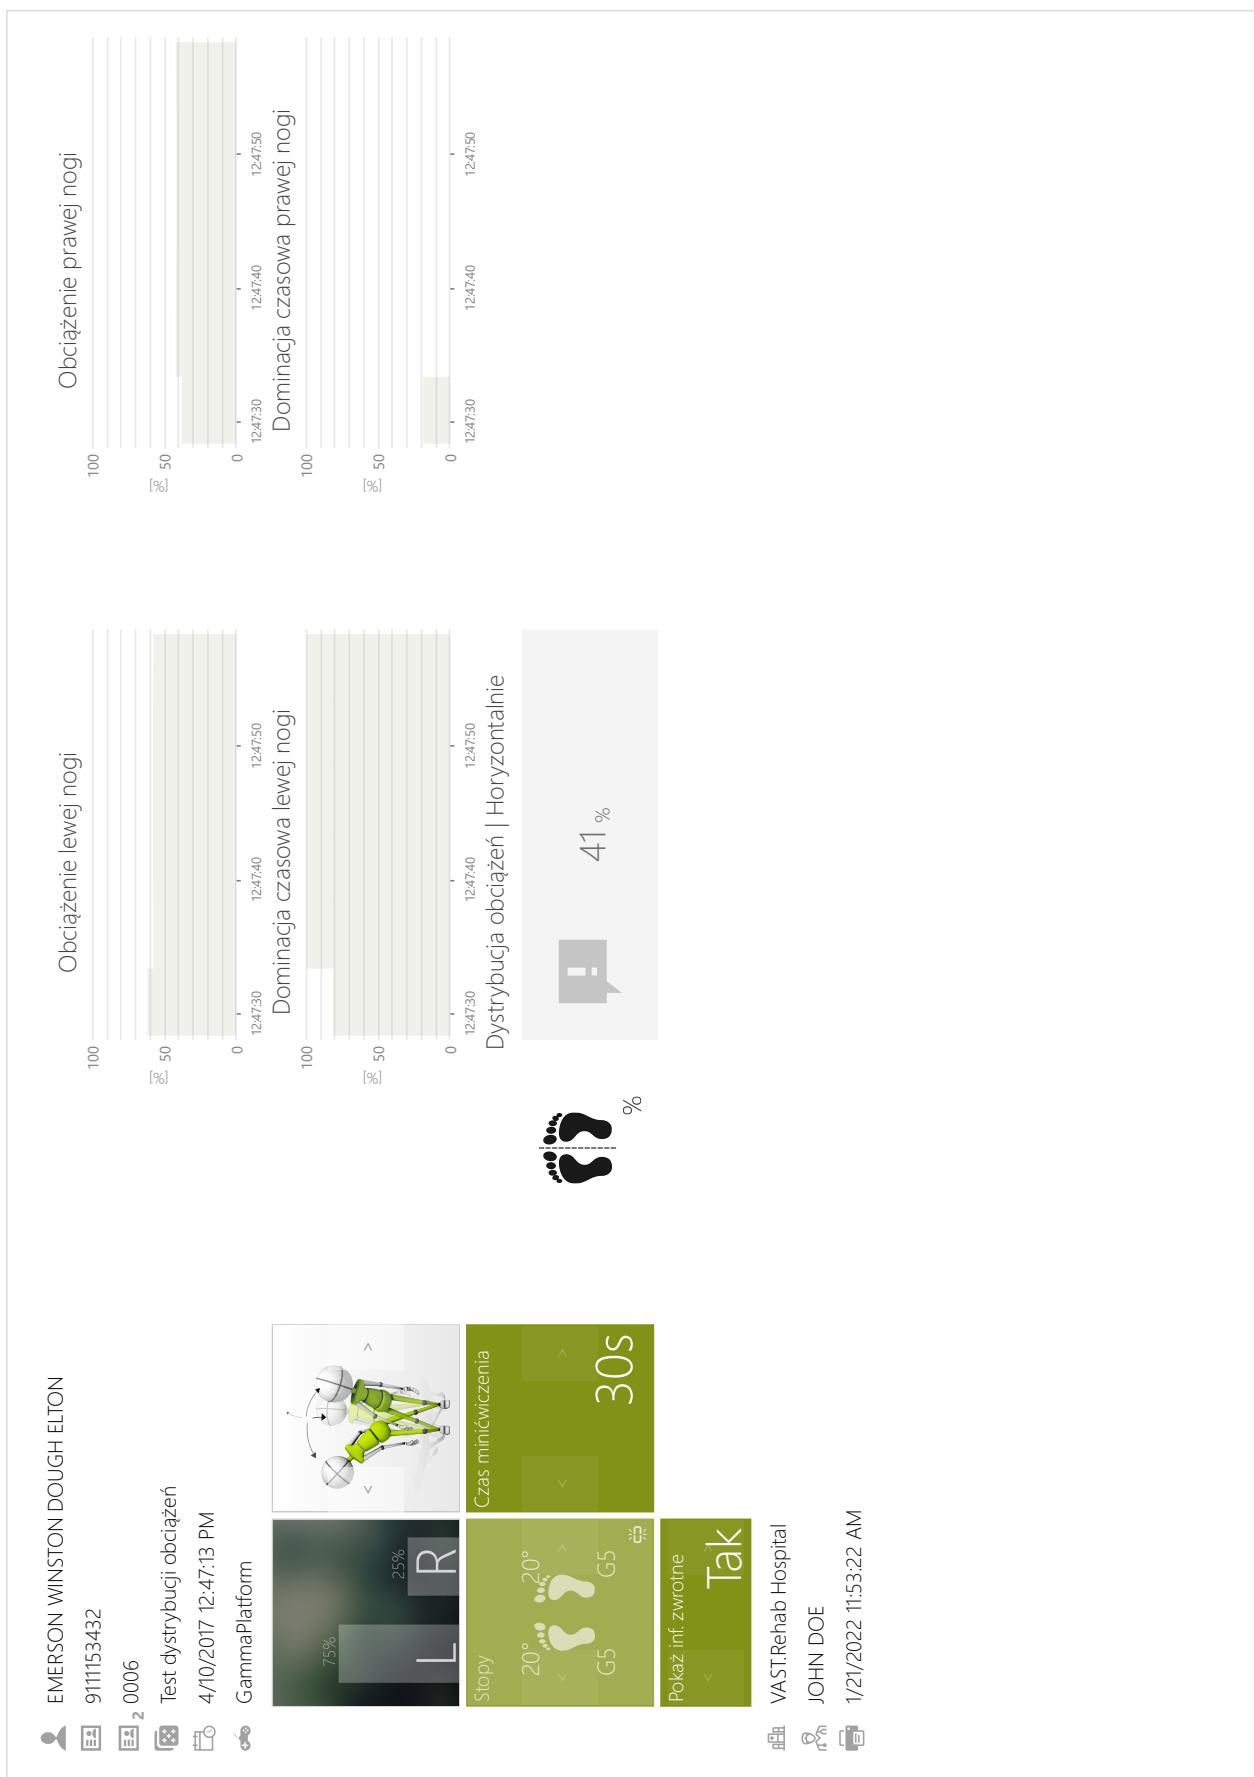 EMERSON WINSTON DOUGH ELTON
9111153432
2 0006
Test dystrybucji obciążeń
4/10/2017 12:47:13 PM
GammaPlatform
75%
25%
L R
Stopy
20° 20°
G5 G5
Czas minićwiczenia
30s
Pokaż inf. zwrotne
Tak
VAST.Rehab Hospital
JOHN DOE
1/21/2022 11:53:22 AM
Obciążenie lewej nogi
100
50
[%]
0
12:47:30 12:47:40 12:47:50
Obciążenie prawej nogi
100
50
[%]
0
12:47:30 12:47:40 12:47:50
Dominacja czasowa lewej nogi
100
50
[%]
0
12:47:30 12:47:40 12:47:50
Dominacja czasowa prawej nogi
100
50
[%]
0
12:47:30 12:47:40 12:47:50
Dystrybucja obciążeń | Horyzontalnie
%
! 41 %